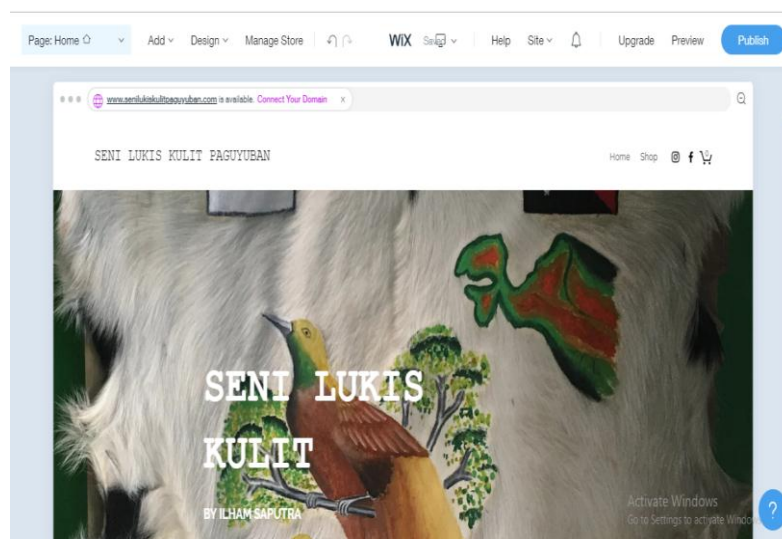 Page: Home Add Design Manage Store WiX Saved Help Site Upgrade Preview Publish
www.senilukiskulitpaguyuban.com is available. Connect Your Domain x
SENI LUKIS KULIT PAGUYUBAN
Home Shop
SENI LUKIS
KULIT
BY ILHAM SAPUTRA
Activate Windows
Go to Settings to activate Windo
?